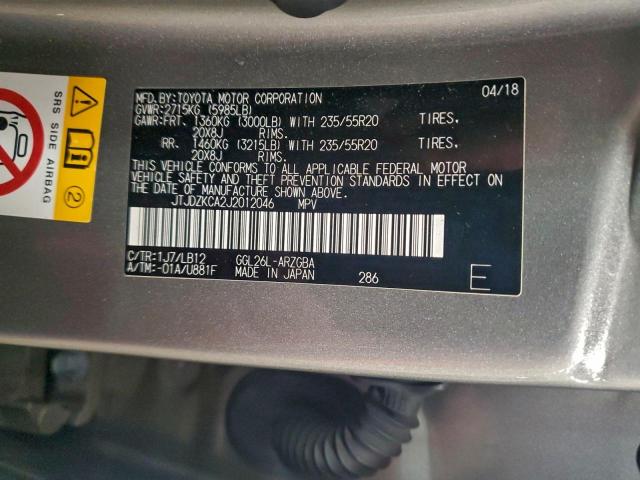 SRS SIDE AIRBAG
2
MFD.BY:TOYOTA MOTOR CORPORATION 04/18
GVWR:2715KG (5985LB)
GAWR:FRT. 1360KG (3000LB) WITH 235/55R20 TIRES,
20X8J RIMS.
RR. 1460KG (3215LB) WITH 235/55R20 TIRES,
20X8J RIMS.
THIS VEHICLE CONFORMS TO ALL APPLICABLE FEDERAL MOTOR
VEHICLE SAFETY AND THEFT PREVENTION STANDARDS IN EFFECT ON
THE DATE OF MANUFACTURE SHOWN ABOVE.
JTJDZKCA2J2012046 MPV
C/TR:1J7/LB12 GGL26L-ARZGBA
A/TM:-01A/U881F MADE IN JAPAN 286
E